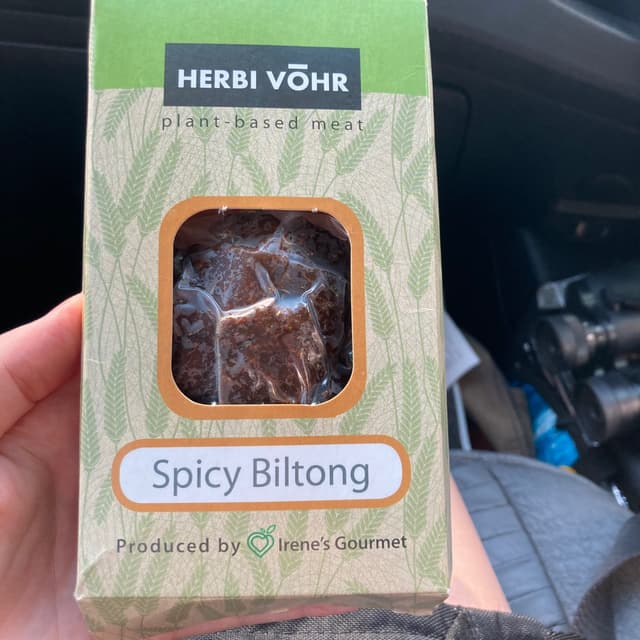 HERBI VŌHR
plant-based meat
Spicy Biltong
Produced by Irene's Gourmet